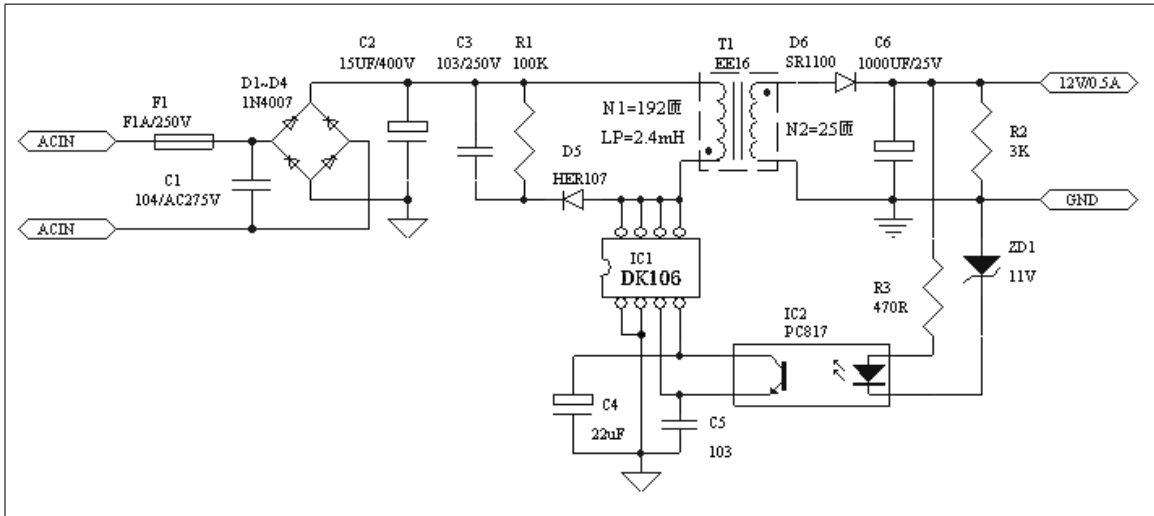 C2
15UF/400V
C3
103/250V
R1
100K
T1
EE16
D6
SR1100
C6
1000UF/25V
D1~D4
1N4007
F1
F1A/250V
12V/0.5A
N1=192匝
LP=2.4mH
N2=25匝
R2
3K
ACIN
D5
HER107
C1
104/AC275V
ACIN
GND
IC1
DK106
ZD1
11V
R3
470R
IC2
PC817
C4
22uF
C5
103